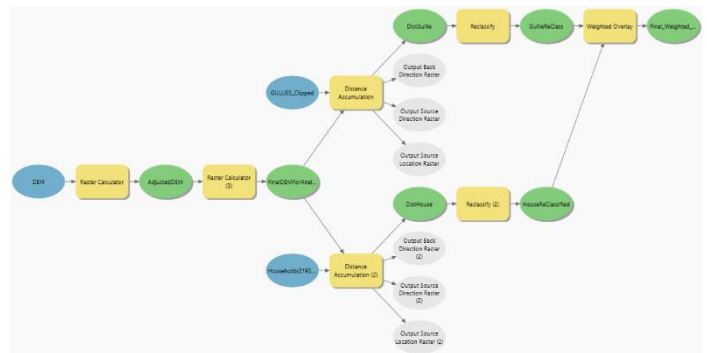 DistGullie
Reclassify
GullieReClass
Weighted Overlay
Final_Weighted_...
Output Back
Direction Raster
GULLIES_Clipped
Distance
Accumulation
Output Source
Direction Raster
Output Source
Location Raster
DEM
Raster Calculator
AdjustedDEM
Raster Calculator
(3)
FinalDEMForAnal...
DistHouse
Reclassify (2)
HouseReClassified
Output Back
Direction Raster
(2)
Households2193...
Distance
Accumulation (2)
Output Source
Direction Raster
(2)
Output Source
Location Raster (2)